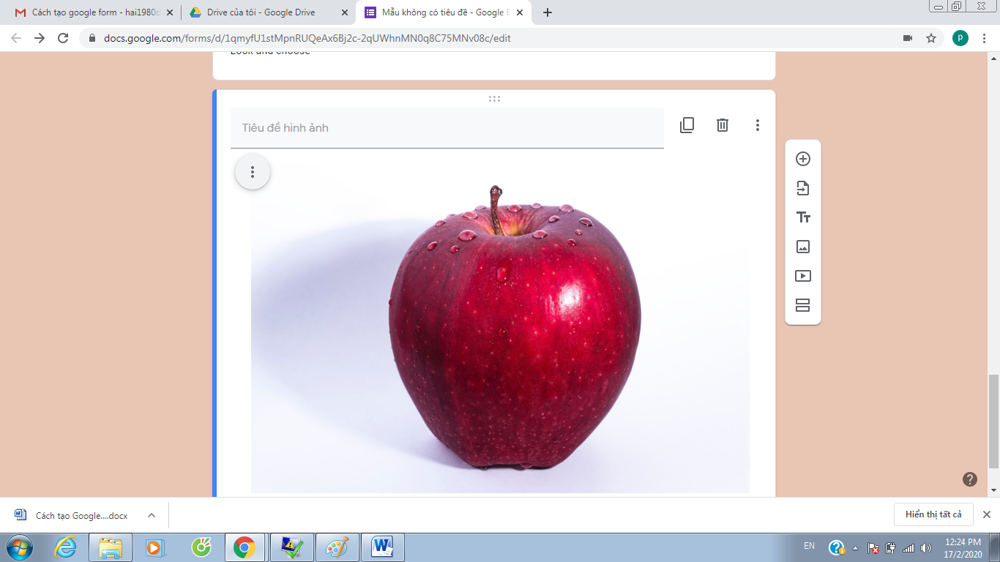 Cách tạo google form - hai1980
Drive của tôi - Google Drive
Mẫu không có tiêu đề - Google
docs.google.com/forms/d/1qmyfU1stMpnRUQeAx6Bj2c-2qUWhnMN0q8C75MNv08c/edit
P
Look and choose
Tiêu đề hình ảnh
Cách tạo Google....docx
Hiển thị tất cả
EN
12:24 PM
17/2/2020